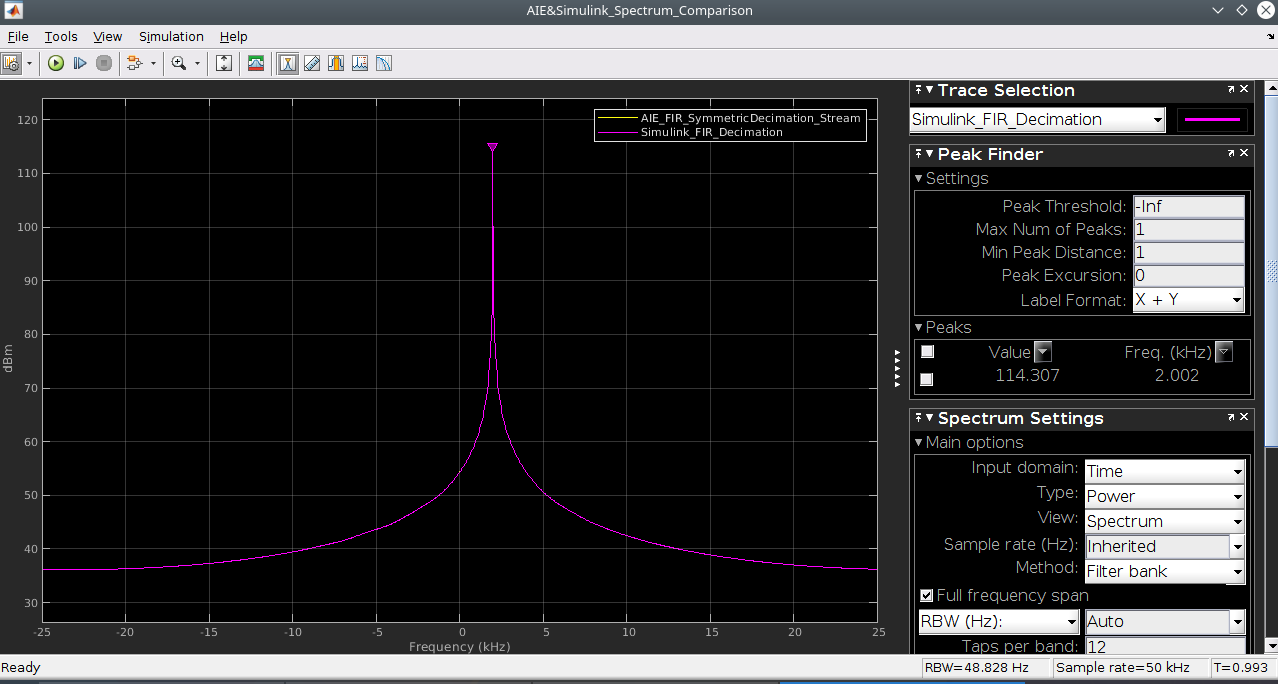 AIE&Simulink_Spectrum_Comparison
File Tools View Simulation Help
Trace Selection
Simulink_FIR_Decimation
Peak Finder
Settings
Peak Threshold: -Inf
Max Num of Peaks: 1
Min Peak Distance: 1
Peak Excursion: 0
Label Format: X + Y
Peaks
Value Freq. (kHz)
114.307 2.002
Spectrum Settings
Main options
Input domain: Time
Type: Power
View: Spectrum
Sample rate (Hz): Inherited
Method: Filter bank
Full frequency span
RBW (Hz): Auto
Taps per band: 12
AIE_FIR_SymmetricDecimation_Stream
Simulink_FIR_Decimation
120
110
100
90
80
70
60
50
40
30
dBm
-25 -20 -15 -10 -5 0 5 10 15 20 25
Frequency (kHz)
Ready RBW=48.828 Hz Sample rate=50 kHz T=0.993